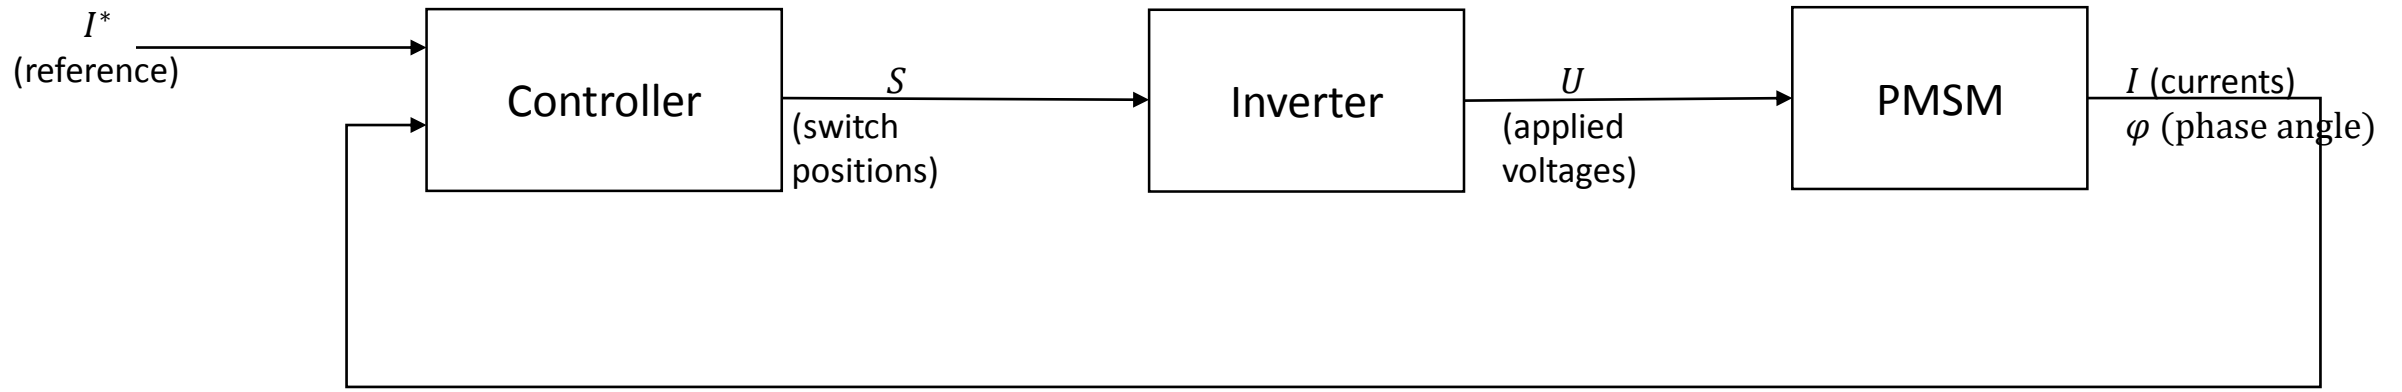 I*
(reference)
Controller
S
(switch
positions)
Inverter
U
(applied
voltages)
PMSM
I (currents)
φ (phase angle)